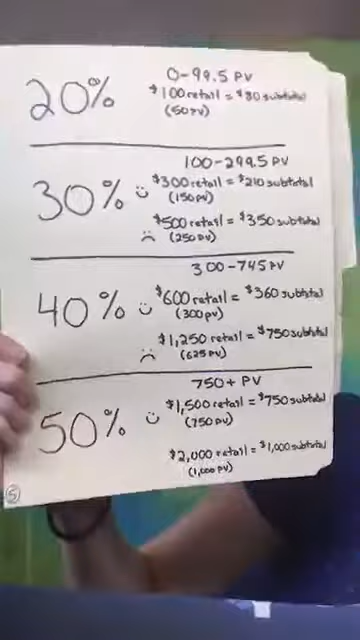 20%
0-99.5 PV
$100 retail = $80 subtotal
(50 PV)
30%
100-299.5 PV
$300 retail = $210 subtotal
(150 PV)
$500 retail = $350 subtotal
(250 PV)
40%
300-745 PV
$600 retail = $360 subtotal
(300 PV)
$1,250 retail = $750 subtotal
(625 PV)
50%
750+ PV
$1,500 retail = $750 subtotal
(750 PV)
$2,000 retail = $1,000 subtotal
(1,000 PV)
5